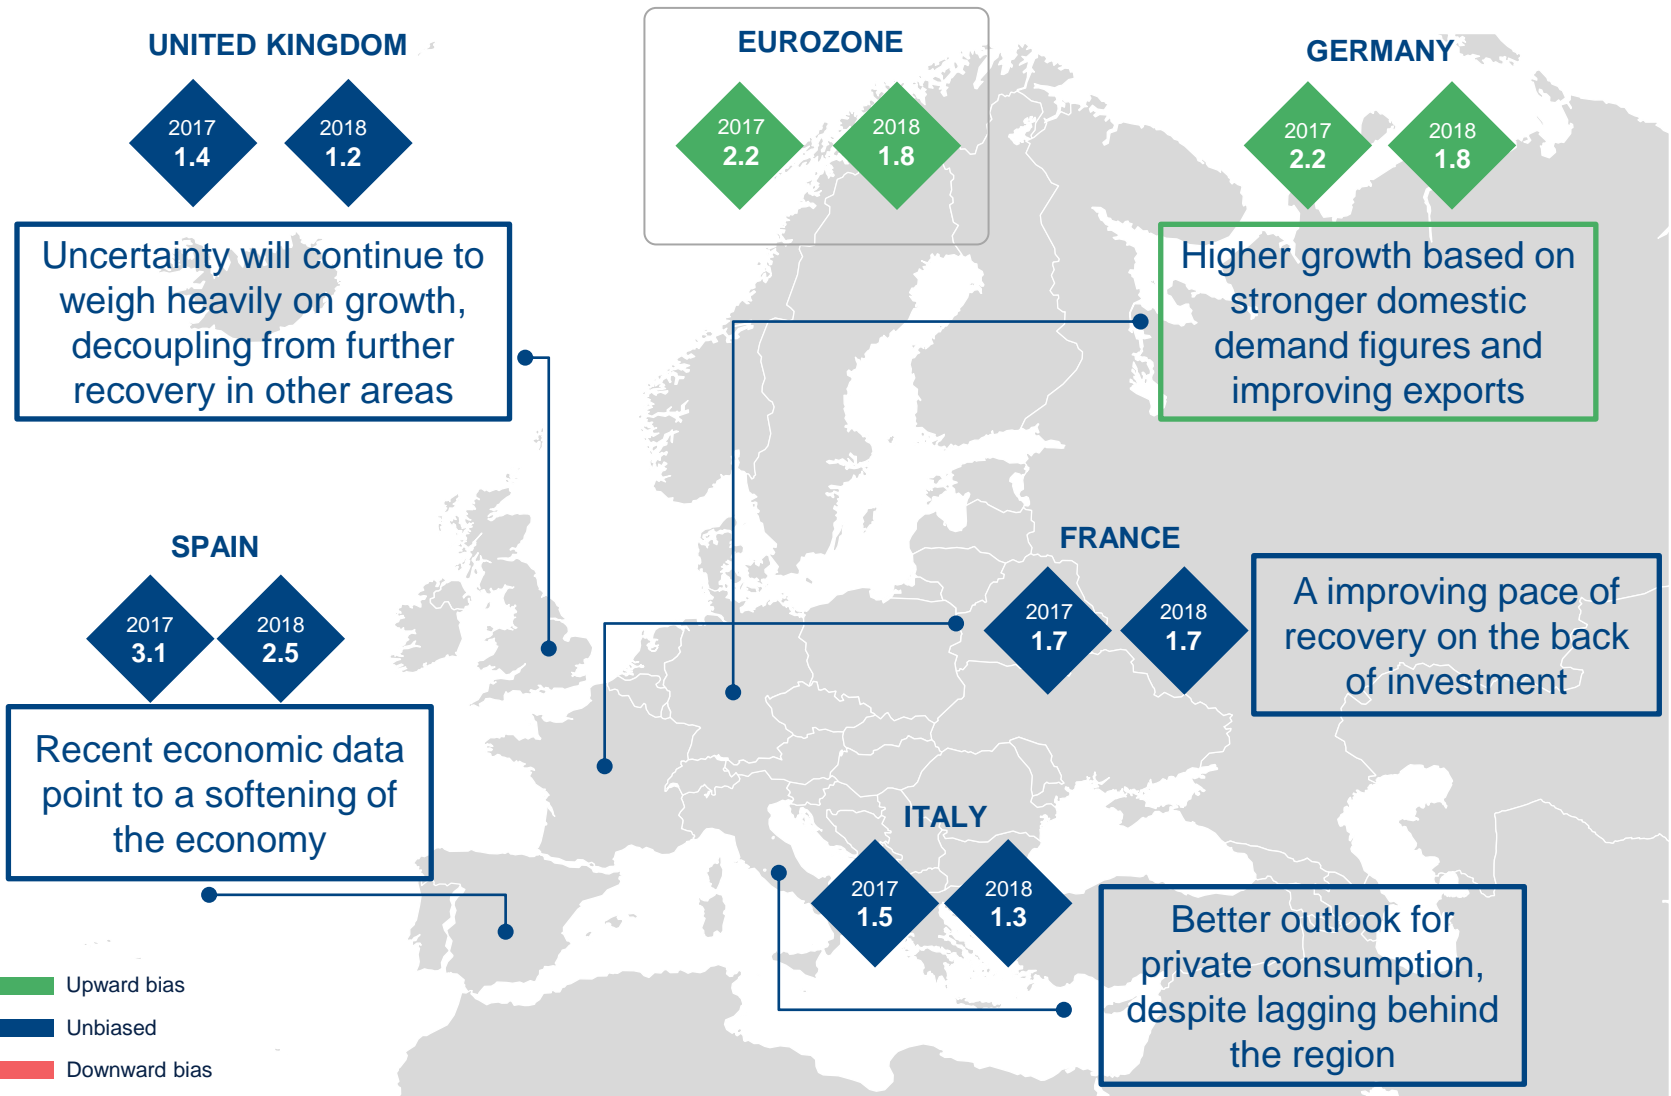 UNITED KINGDOM
2017
1.4
2018
1.2
Uncertainty will continue to
weigh heavily on growth,
decoupling from further
recovery in other areas
EUROZONE
2017
2.2
2018
1.8
GERMANY
2017
2.2
2018
1.8
Higher growth based on
stronger domestic
demand figures and
improving exports
SPAIN
2017
3.1
2018
2.5
Recent economic data
point to a softening of
the economy
FRANCE
2017
1.7
2018
1.7
A improving pace of
recovery on the back
of investment
ITALY
2017
1.5
2018
1.3
Better outlook for
private consumption,
despite lagging behind
the region
Upward bias
Unbiased
Downward bias